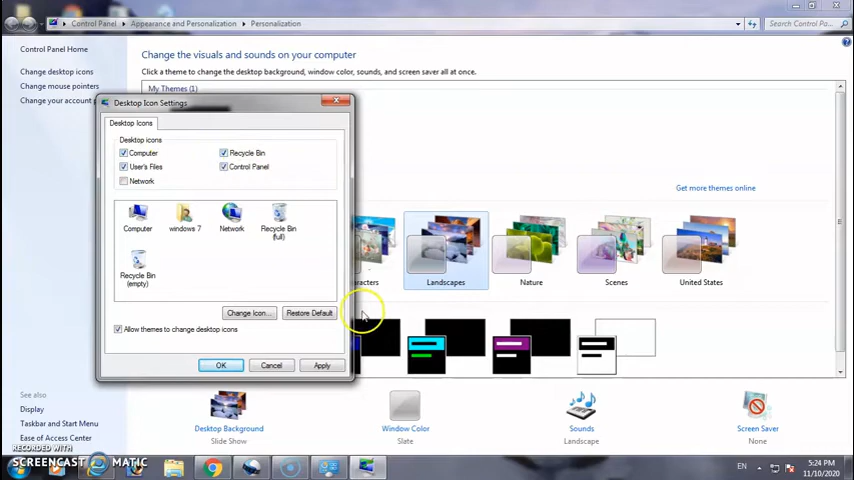 Control Panel ▸ Appearance and Personalization ▸ Personalization
Search Control Pa...
Control Panel Home
Change desktop icons
Change mouse pointers
Change your account p
Change the visuals and sounds on your computer
Click a theme to change the desktop background, window color, sounds, and screen saver all at once.
My Themes (1)
Get more themes online
Desktop Icon Settings
Desktop Icons
Desktop icons
Computer
Recycle Bin
User's Files
Control Panel
Network
Computer
windows 7
Network
Recycle Bin
(full)
Recycle Bin
(empty)
Change Icon...
Restore Default
Allow themes to change desktop icons
OK
Cancel
Apply
aracters
Landscapes
Nature
Scenes
United States
See also
Display
Taskbar and Start Menu
Ease of Access Center
Desktop Background
Slide Show
Window Color
Slate
Sounds
Landscape
Screen Saver
None
RECORDED WITH
SCREENCAST MATIC
EN
5:24 PM
11/10/2020